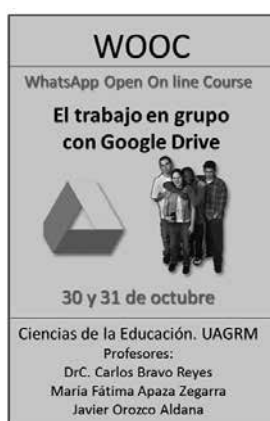 WOOC
WhatsApp Open On line Course
El trabajo en grupo
con Google Drive
30 y 31 de octubre
Ciencias de la Educación. UAGRM
Profesores:
DrC. Carlos Bravo Reyes
María Fátima Apaza Zegarra
Javier Orozco Aldana